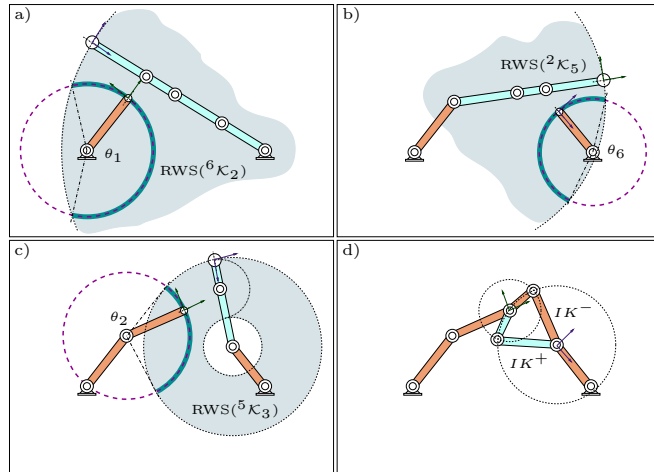 a)
θ₁
RWS(⁶𝒦₂)
b)
RWS(²𝒦₅)
θ₆
c)
θ₂
RWS(⁵𝒦₃)
d)
IK⁻
IK⁺